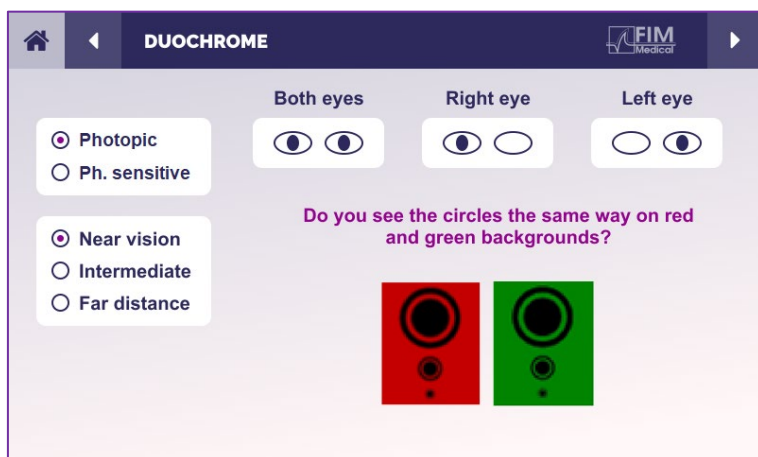 DUOCHROME
FIM
Medical
Both eyes
Right eye
Left eye
Photopic
Ph. sensitive
Near vision
Intermediate
Far distance
Do you see the circles the same way on red
and green backgrounds?